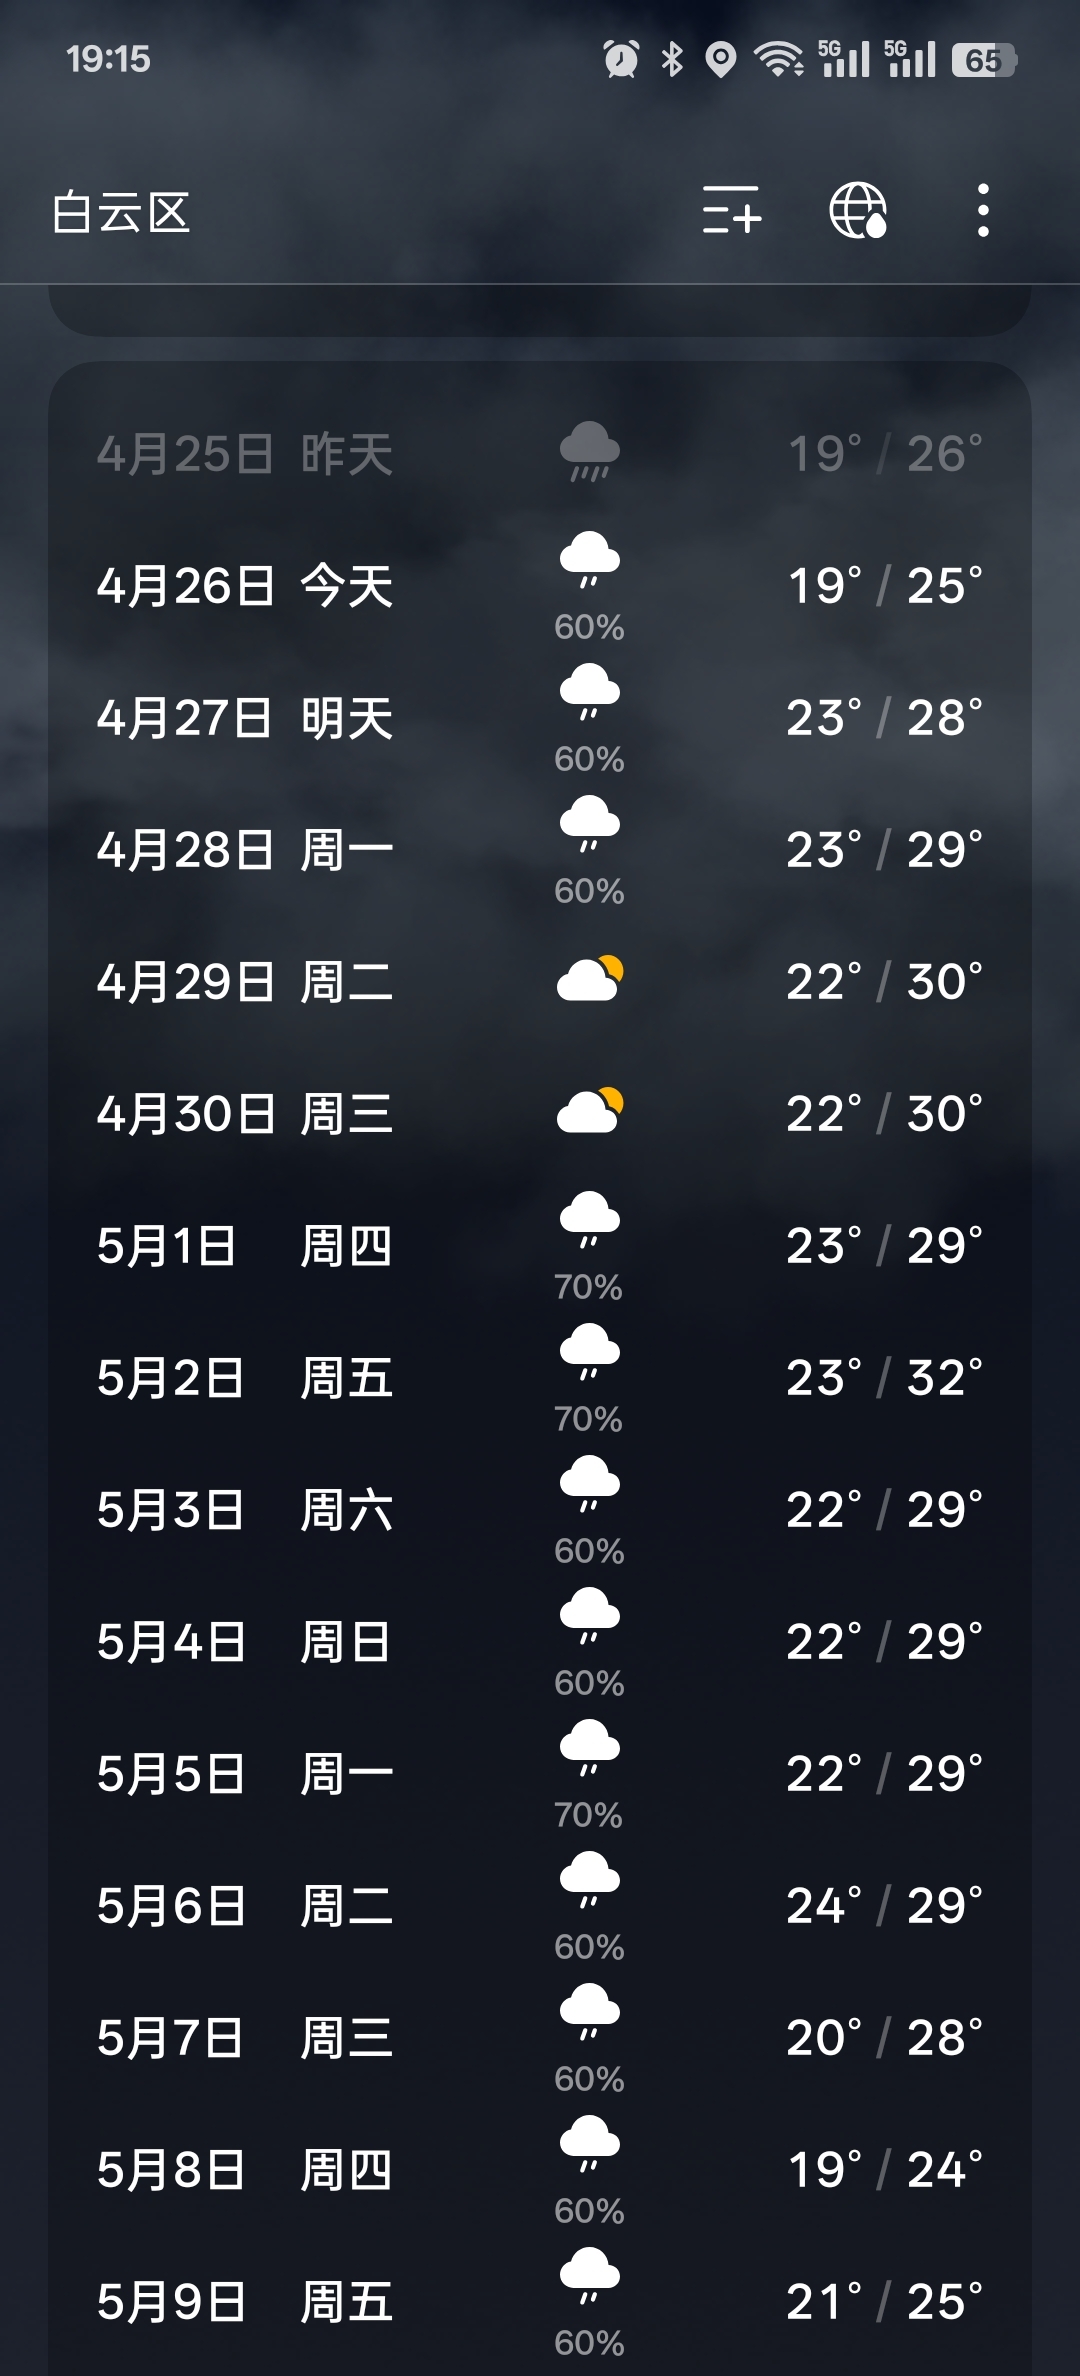 19:15 5G 5G 65
白云区
4月25日 昨天 19° / 26°
4月26日 今天 19° / 25°
60%
4月27日 明天 23° / 28°
60%
4月28日 周一 23° / 29°
60%
4月29日 周二 22° / 30°
4月30日 周三 22° / 30°
5月1日 周四 23° / 29°
70%
5月2日 周五 23° / 32°
70%
5月3日 周六 22° / 29°
60%
5月4日 周日 22° / 29°
60%
5月5日 周一 22° / 29°
70%
5月6日 周二 24° / 29°
60%
5月7日 周三 20° / 28°
60%
5月8日 周四 19° / 24°
60%
5月9日 周五 21° / 25°
60%